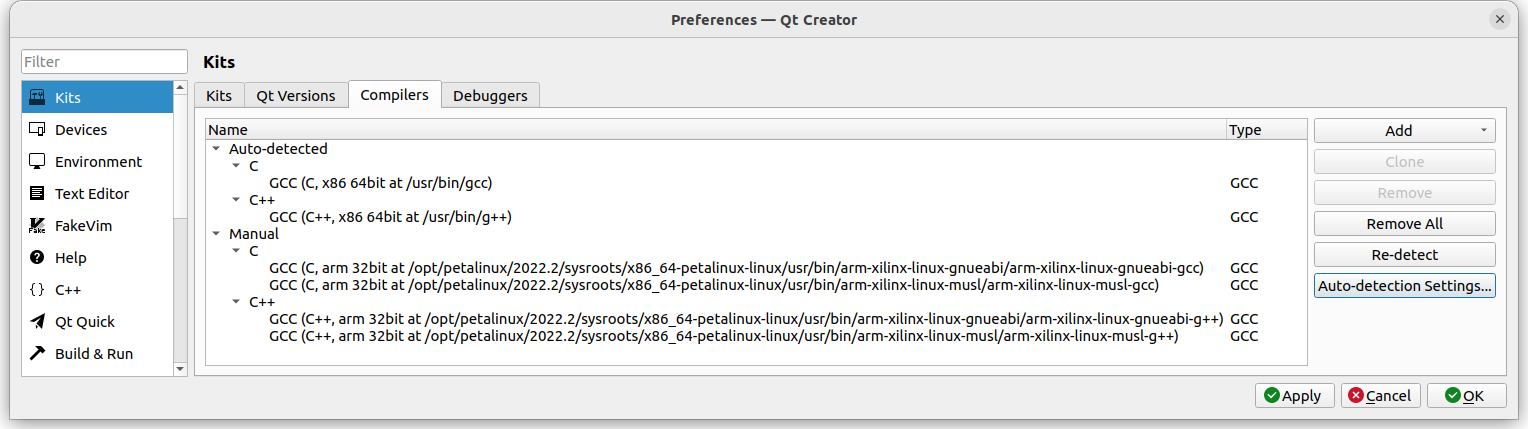 Preferences — Qt Creator
Filter
Kits
Devices
Environment
Text Editor
FakeVim
Help
C++
Qt Quick
Build & Run
Kits
Kits Qt Versions Compilers Debuggers
Name Type
Auto-detected
C
GCC (C, x86 64bit at /usr/bin/gcc) GCC
C++
GCC (C++, x86 64bit at /usr/bin/g++) GCC
Manual
C
GCC (C, arm 32bit at /opt/petalinux/2022.2/sysroots/x86_64-petalinux-linux/usr/bin/arm-xilinx-linux-gnueabi/arm-xilinx-linux-gnueabi-gcc) GCC
GCC (C, arm 32bit at /opt/petalinux/2022.2/sysroots/x86_64-petalinux-linux/usr/bin/arm-xilinx-linux-musl/arm-xilinx-linux-musl-gcc) GCC
C++
GCC (C++, arm 32bit at /opt/petalinux/2022.2/sysroots/x86_64-petalinux-linux/usr/bin/arm-xilinx-linux-gnueabi/arm-xilinx-linux-gnueabi-g++) GCC
GCC (C++, arm 32bit at /opt/petalinux/2022.2/sysroots/x86_64-petalinux-linux/usr/bin/arm-xilinx-linux-musl/arm-xilinx-linux-musl-g++) GCC
Add
Clone
Remove
Remove All
Re-detect
Auto-detection Settings...
Apply Cancel OK